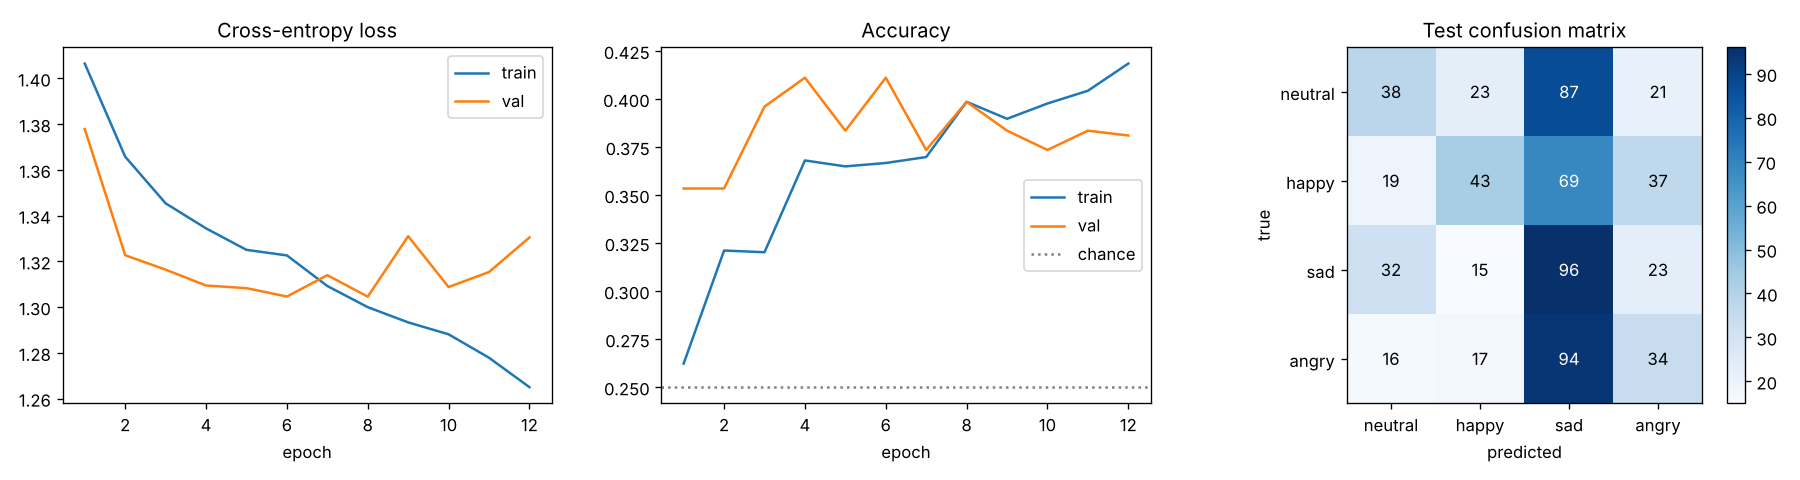 Cross-entropy loss
1.40
1.38
1.36
1.34
1.32
1.30
1.28
1.26
train
val
2 4 6 8 10 12
epoch
Accuracy
0.425
0.400
0.375
0.350
0.325
0.300
0.275
0.250
train
val
chance
2 4 6 8 10 12
epoch
Test confusion matrix
true
neutral 38 23 87 21
happy 19 43 69 37
sad 32 15 96 23
angry 16 17 94 34
neutral happy sad angry
predicted
90
80
70
60
50
40
30
20